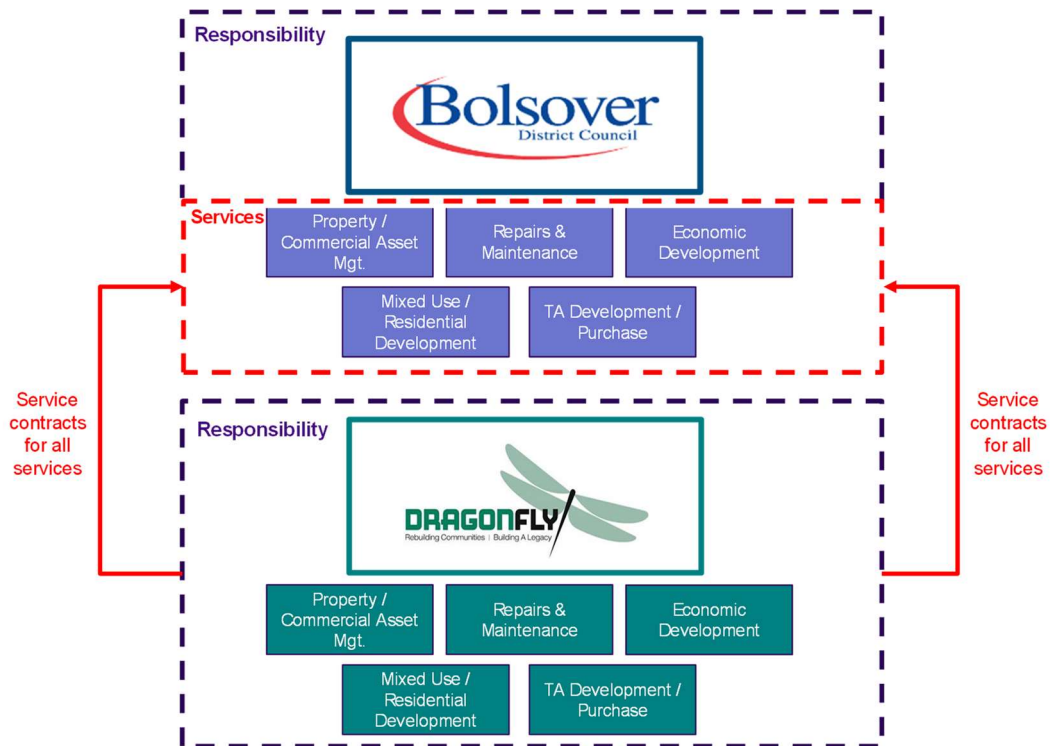 Responsibility
Bolsover
District Council
Services
Property /
Commercial Asset
Mgt.
Repairs &
Maintenance
Economic
Development
Mixed Use /
Residential
Development
TA Development /
Purchase
Service
contracts
for all
services
Service
contracts
for all
services
Responsibility
DRAGONFLY
Rebuilding Communities | Building A Legacy
Property /
Commercial Asset
Mgt.
Repairs &
Maintenance
Economic
Development
Mixed Use /
Residential
Development
TA Development /
Purchase